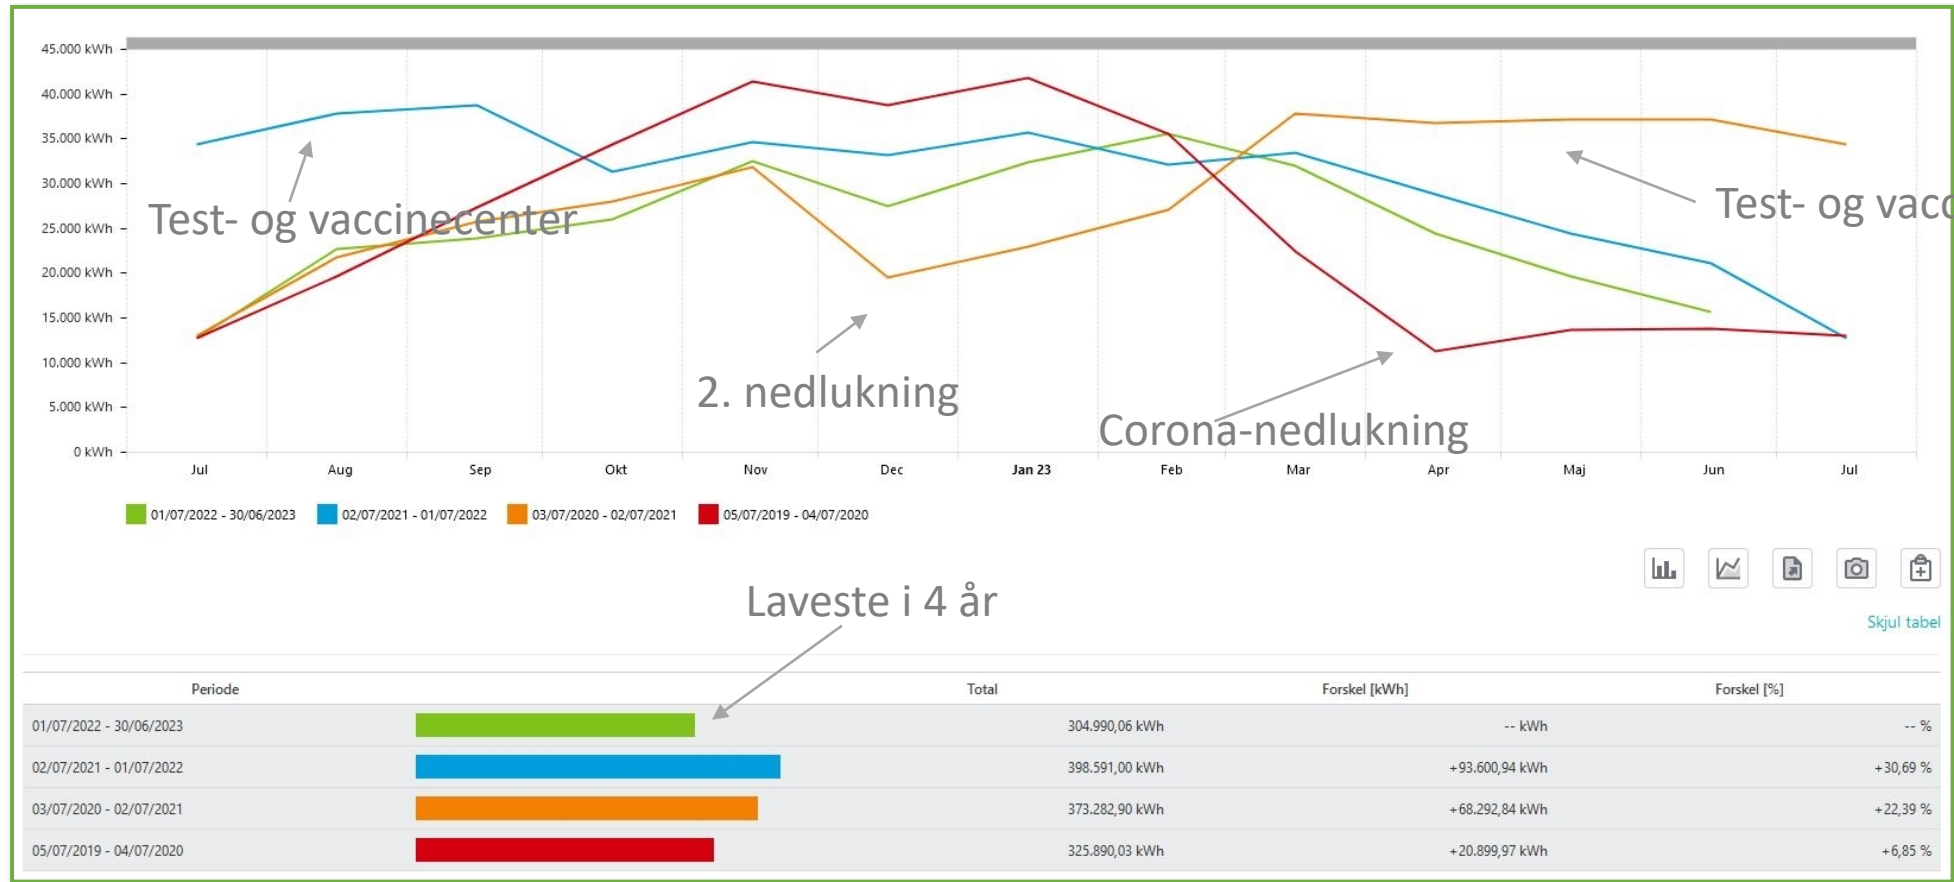 45.000 kWh
40.000 kWh
35.000 kWh
30.000 kWh
25.000 kWh
20.000 kWh
15.000 kWh
10.000 kWh
5.000 kWh
0 kWh
Test- og vaccinecenter
Test- og vacc
2. nedlukning
Corona-nedlukning
Jul Aug Sep Okt Nov Dec Jan 23 Feb Mar Apr Maj Jun Jul
01/07/2022 - 30/06/2023 02/07/2021 - 01/07/2022 03/07/2020 - 02/07/2021 05/07/2019 - 04/07/2020
Laveste i 4 år
Skjul tabel
Periode Total Forskel [kWh] Forskel [%]
01/07/2022 - 30/06/2023 304.990,06 kWh -- kWh -- %
02/07/2021 - 01/07/2022 398.591,00 kWh +93.600,94 kWh +30,69 %
03/07/2020 - 02/07/2021 373.282,90 kWh +68.292,84 kWh +22,39 %
05/07/2019 - 04/07/2020 325.890,03 kWh +20.899,97 kWh +6,85 %